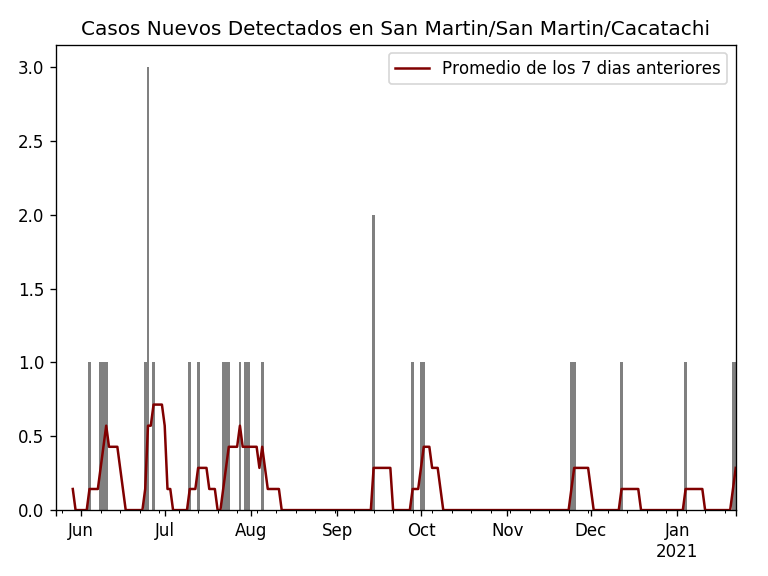 Casos Nuevos Detectados en San Martin/San Martin/Cacatachi
Promedio de los 7 dias anteriores
3.0
2.5
2.0
1.5
1.0
0.5
0.0
Jun Jul Aug Sep Oct Nov Dec Jan
2021